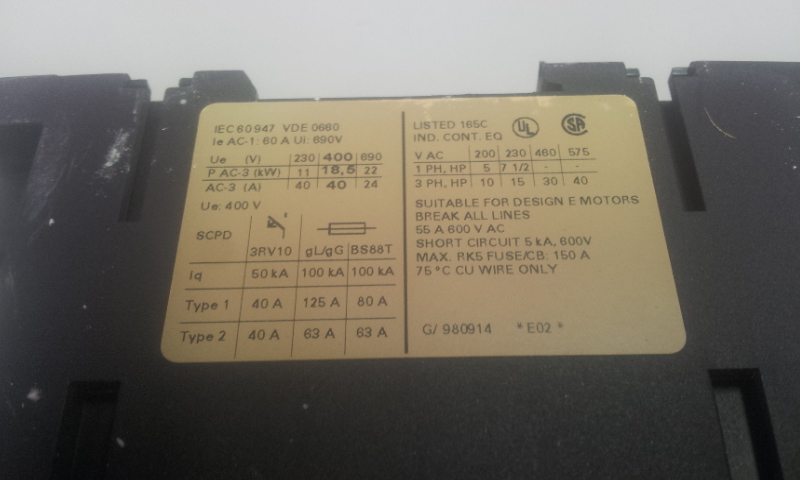 IEC 60947 VDE 0660
Ie AC-1: 60 A Ui: 690V
Ue (V) 230 400 690
P AC-3 (kW) 11 18,5 22
AC-3 (A) 40 40 24
Ue: 400 V
SCPD 3RV10 gL/gG BS88T
Iq 50 kA 100 kA 100 kA
Type 1 40 A 125 A 80 A
Type 2 40 A 63 A 63 A
LISTED 165C UL SA
IND. CONT. EQ
V AC 200 230 460 575
1 PH, HP 5 7 1/2 - -
3 PH, HP 10 15 30 40
SUITABLE FOR DESIGN E MOTORS
BREAK ALL LINES
55 A 600 V AC
SHORT CIRCUIT 5 kA, 600V
MAX. RK5 FUSE/CB: 150 A
75 °C CU WIRE ONLY
G/ 980914 * E02 *